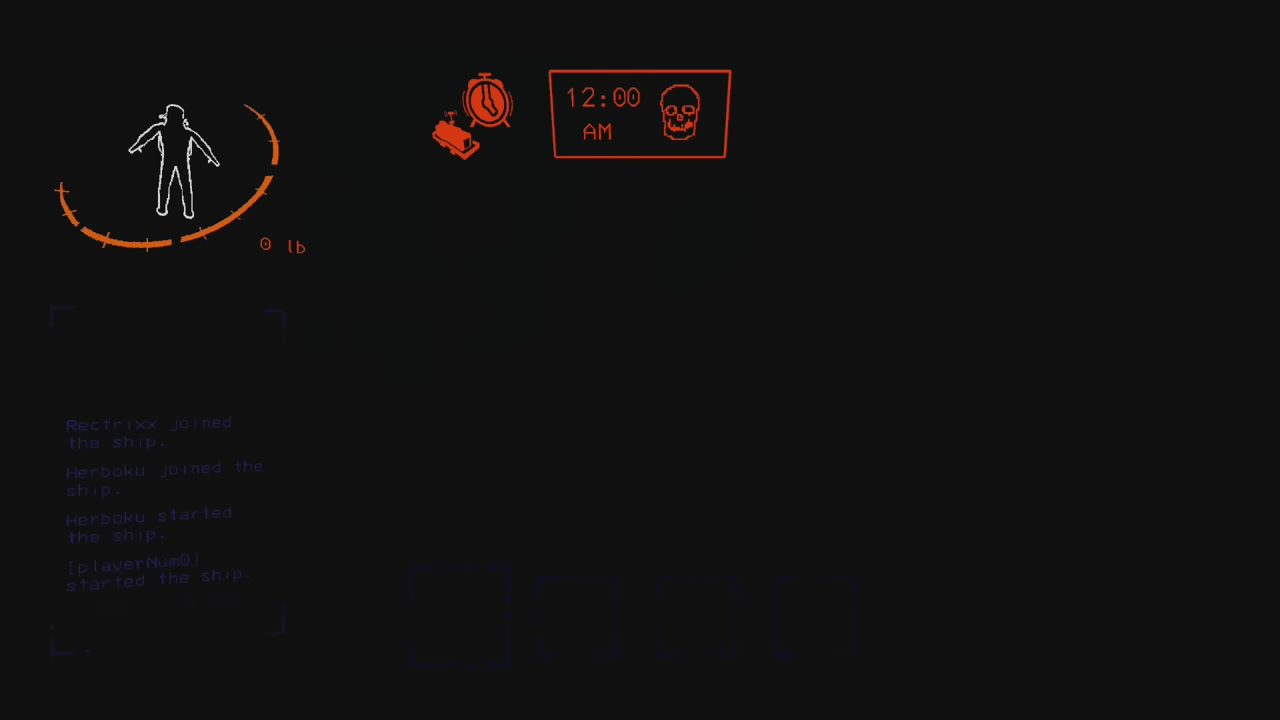 12:00
AM
0 lb
Rectrixx joined
the ship.
Herboku joined the
ship.
Herboku started
the ship.
[playerNum0]
started the ship.